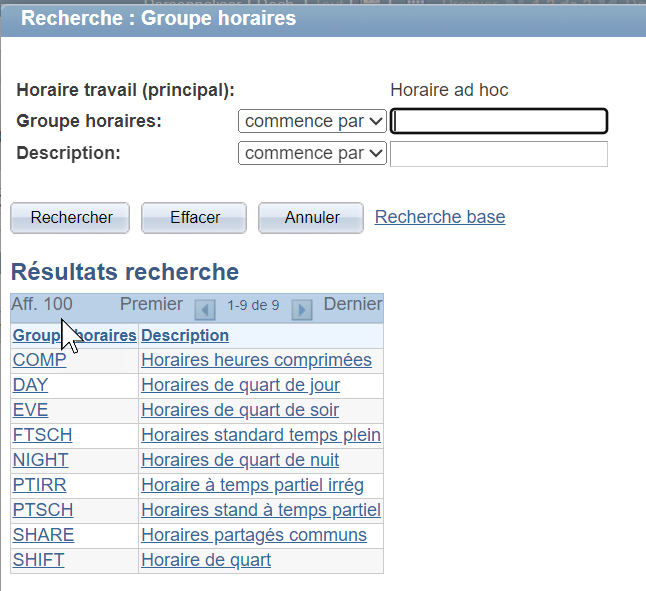 Recherche : Groupe horaires
Horaire travail (principal): Horaire ad hoc
Groupe horaires: commence par
Description: commence par
Rechercher Effacer Annuler Recherche base
Résultats recherche
Aff. 100 Premier 1-9 de 9 Dernier
Groupe horaires Description
COMP Horaires heures comprimées
DAY Horaires de quart de jour
EVE Horaires de quart de soir
FTSCH Horaires standard temps plein
NIGHT Horaires de quart de nuit
PTIRR Horaire à temps partiel irrég
PTSCH Horaires stand à temps partiel
SHARE Horaires partagés communs
SHIFT Horaire de quart